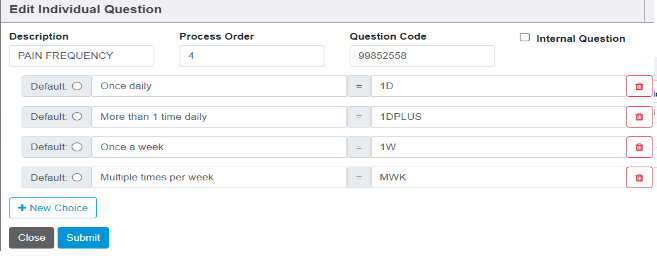 Edit Individual Question
Description Process Order Question Code Internal Question
PAIN FREQUENCY 4 99852558
Default: Once daily = 1D
Default: More than 1 time daily = 1DPLUS
Default: Once a week = 1W
Default: Multiple times per week = MWK
+ New Choice
Close Submit